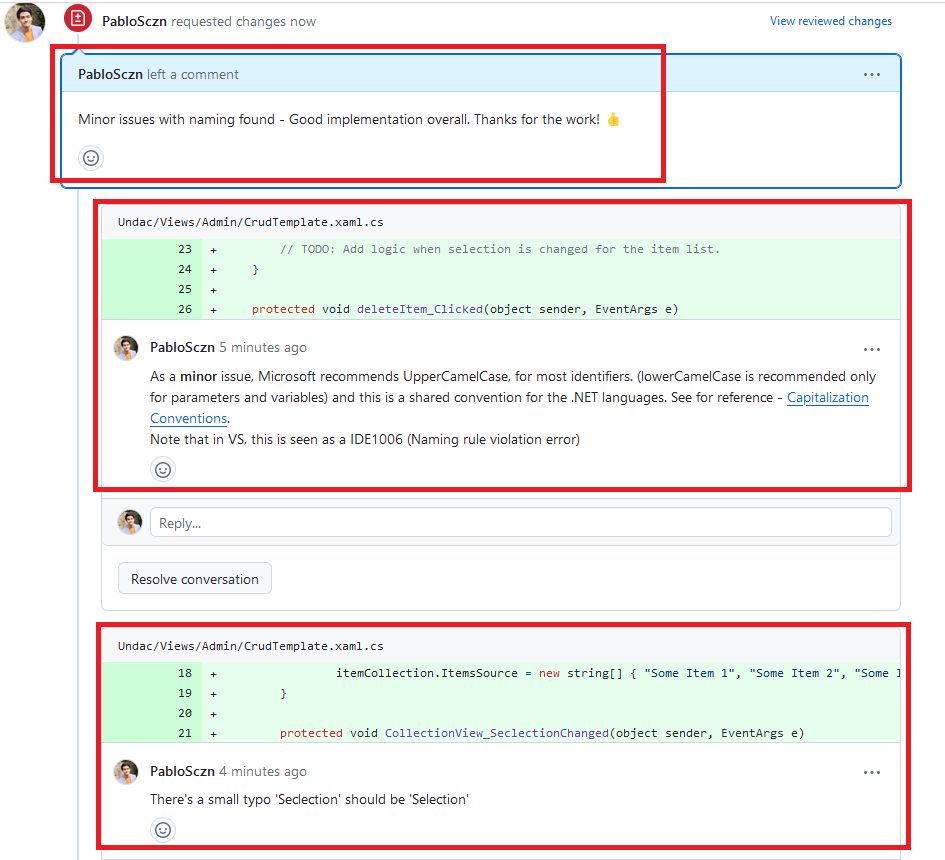 PabloSczn requested changes now
View reviewed changes
PabloSczn left a comment
Minor issues with naming found - Good implementation overall. Thanks for the work! 👍
Undac/Views/Admin/CrudTemplate.xaml.cs
23 + // TODO: Add logic when selection is changed for the item list.
24 + }
25 +
26 + protected void deleteItem_Clicked(object sender, EventArgs e)
PabloSczn 5 minutes ago
As a minor issue, Microsoft recommends UpperCamelCase, for most identifiers. (lowerCamelCase is recommended only
for parameters and variables) and this is a shared convention for the .NET languages. See for reference - Capitalization
Conventions.
Note that in VS, this is seen as a IDE1006 (Naming rule violation error)
Reply...
Resolve conversation
Undac/Views/Admin/CrudTemplate.xaml.cs
18 + itemCollection.ItemsSource = new string[] { "Some Item 1", "Some Item 2", "Some I
19 + }
20 +
21 + protected void CollectionView_SeclectionChanged(object sender, EventArgs e)
PabloSczn 4 minutes ago
There's a small typo 'Seclection' should be 'Selection'